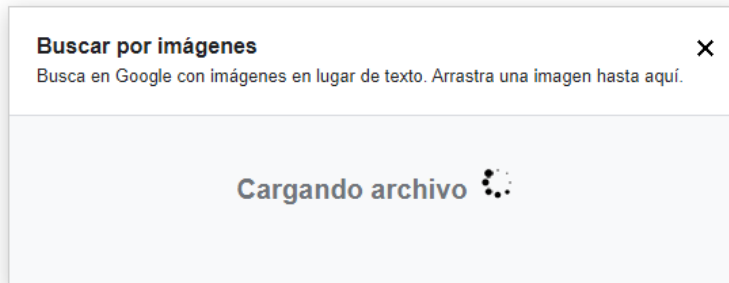 Buscar por imágenes
Busca en Google con imágenes en lugar de texto. Arrastra una imagen hasta aquí.
Cargando archivo